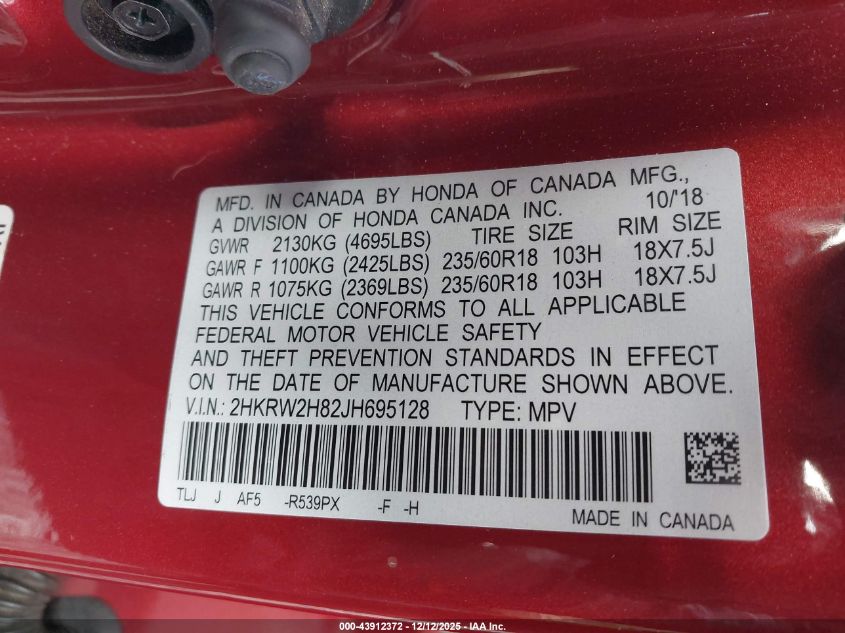 MFD. IN CANADA BY HONDA OF CANADA MFG.,
A DIVISION OF HONDA CANADA INC. 10/'18
GVWR 2130KG (4695LBS) TIRE SIZE RIM SIZE
GAWR F 1100KG (2425LBS) 235/60R18 103H 18X7.5J
GAWR R 1075KG (2369LBS) 235/60R18 103H 18X7.5J
THIS VEHICLE CONFORMS TO ALL APPLICABLE
FEDERAL MOTOR VEHICLE SAFETY
AND THEFT PREVENTION STANDARDS IN EFFECT
ON THE DATE OF MANUFACTURE SHOWN ABOVE.
V.I.N.: 2HKRW2H82JH695128 TYPE: MPV
TLJ J AF5 -R539PX -F -H
MADE IN CANADA
000-43912372 - 12/12/2025 - IAA Inc.